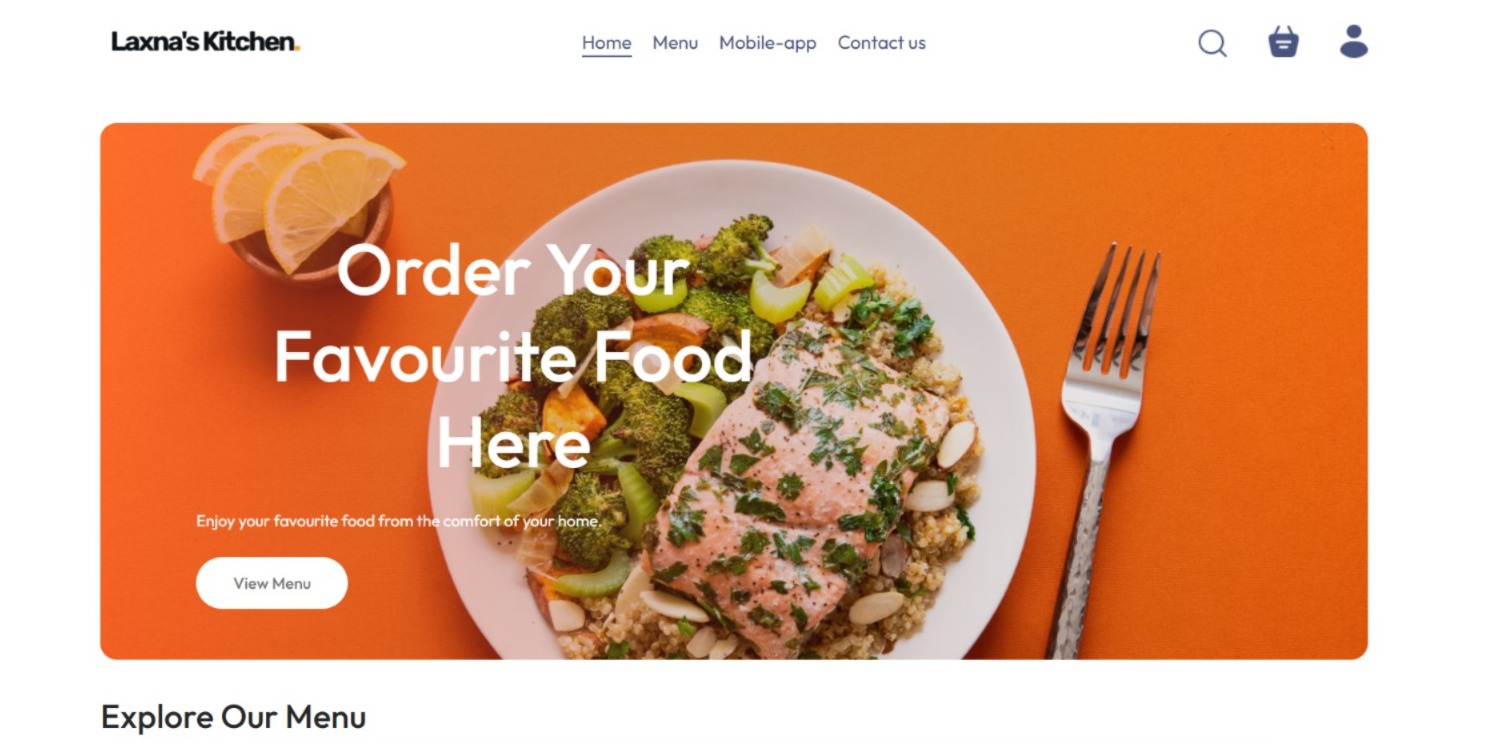 Laxna's Kitchen.
Home Menu Mobile-app Contact us
Order Your
Favourite Food
Here
Enjoy your favourite food from the comfort of your home.
View Menu
Explore Our Menu